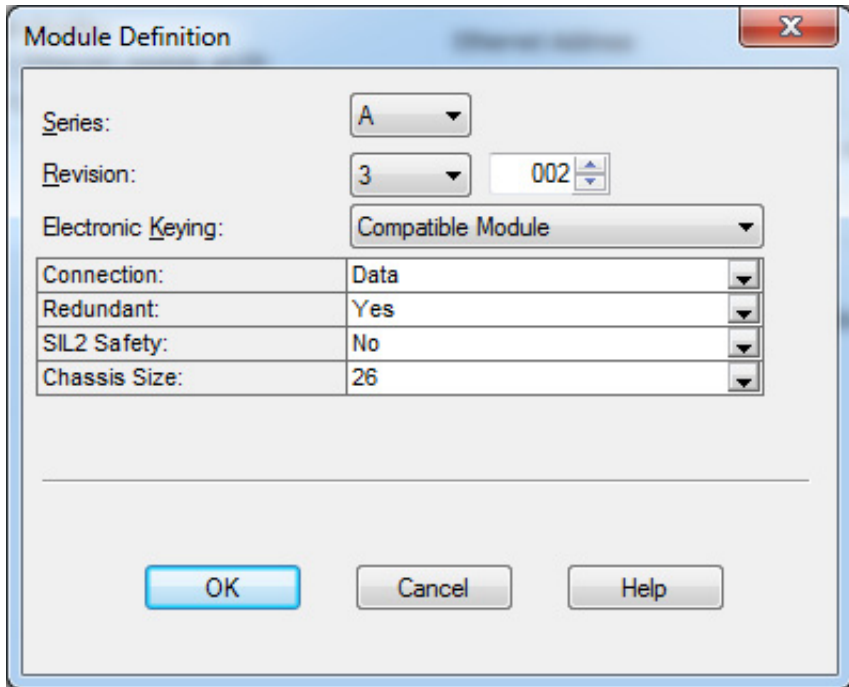 Module Definition
Series: A
Revision: 3 002
Electronic Keying: Compatible Module
Connection: Data
Redundant: Yes
SIL2 Safety: No
Chassis Size: 26
OK Cancel Help